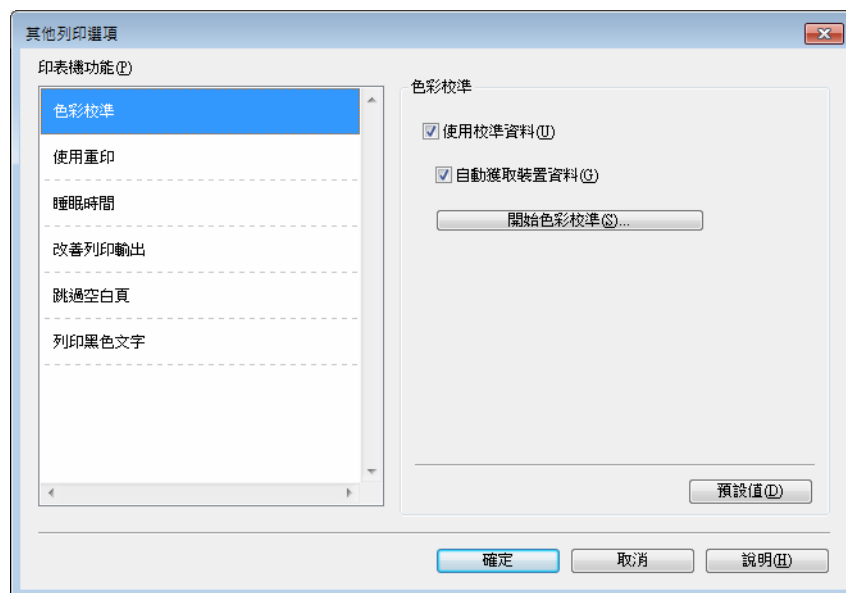 其他列印選項
印表機功能(P)
色彩校準
使用重印
睡眠時間
改善列印輸出
跳過空白頁
列印黑色文字
色彩校準
使用校準資料(U)
自動獲取裝置資料(G)
開始色彩校準(S)...
預設值(D)
確定
取消
說明(H)